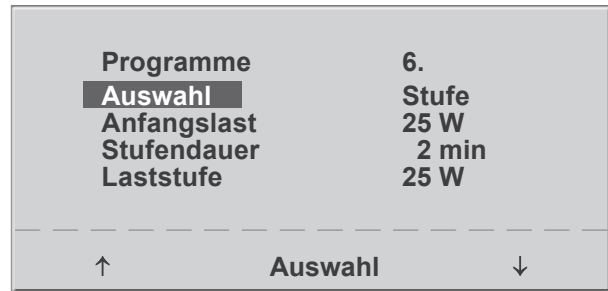 Programme 6.
Auswahl Stufe
Anfangslast 25 W
Stufendauer 2 min
Laststufe 25 W
↑ Auswahl ↓